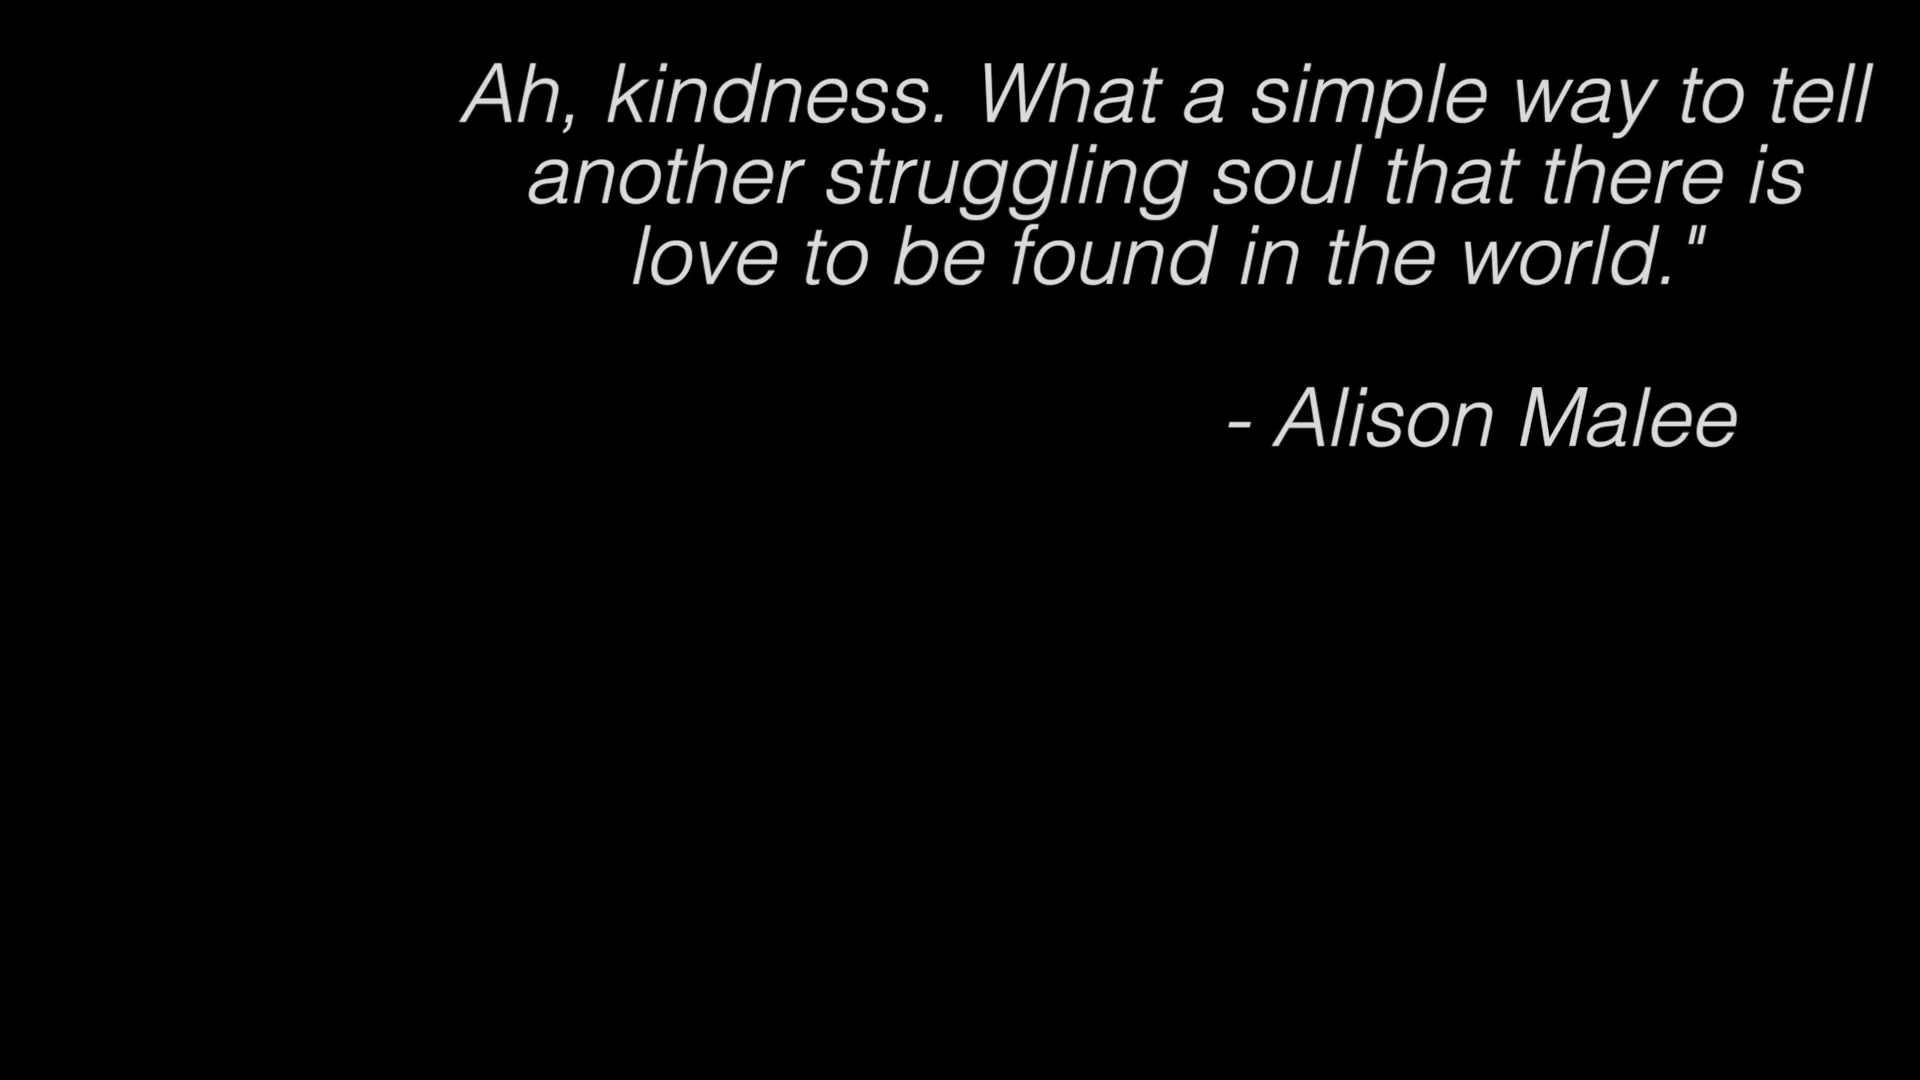 Ah, kindness. What a simple way to tell
another struggling soul that there is
love to be found in the world."
- Alison Malee